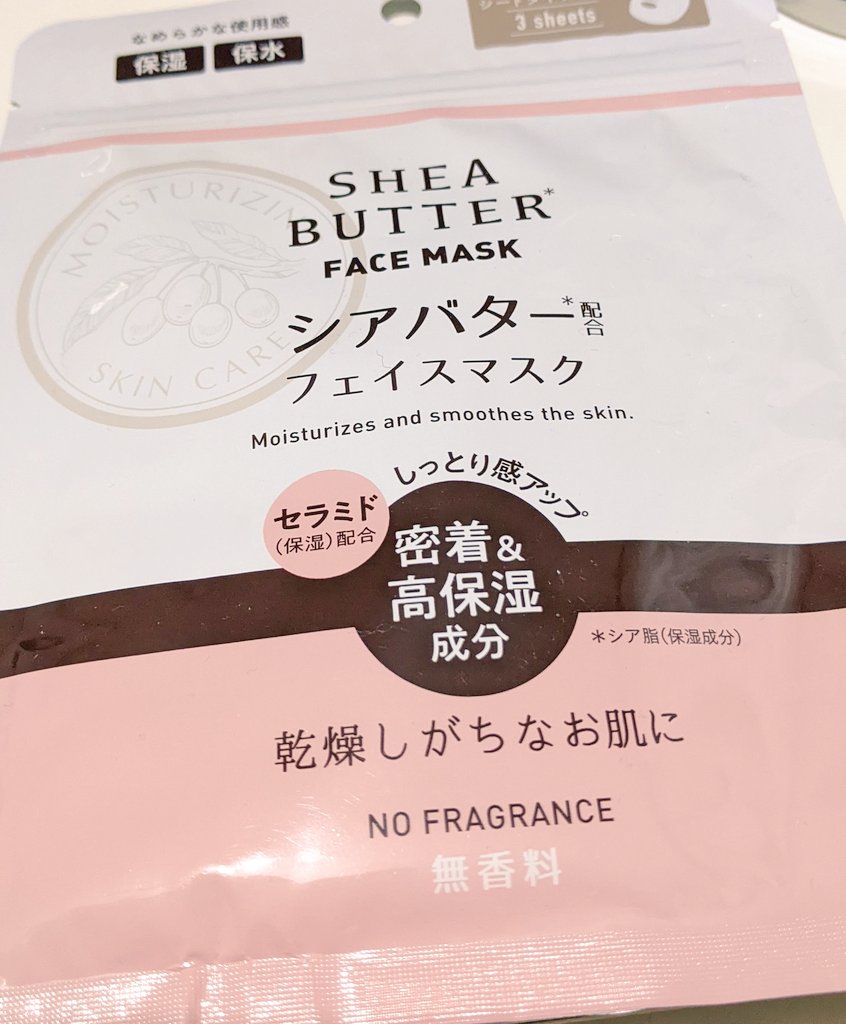 なめらかな使用感
保湿 保水
3 sheets
MOISTURIZIN
SKIN CARE
SHEA
BUTTER*
FACE MASK
シアバター*配合
フェイスマスク
Moisturizes and smoothes the skin.
しっとり感アップ。
セラミド
(保湿)配合
密着&
高保湿
成分
*シア脂(保湿成分)
乾燥しがちなお肌に
NO FRAGRANCE
無香料